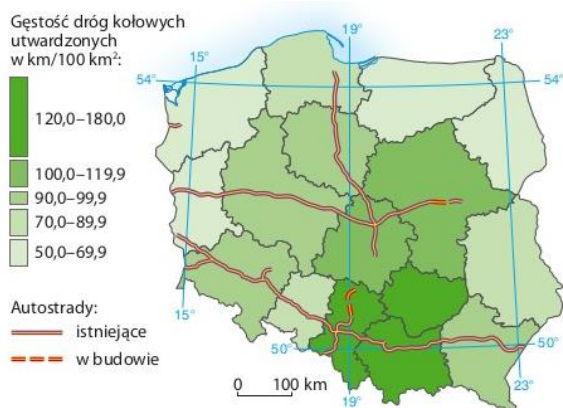 Gęstość dróg kołowych
utwardzonych
w km/100 km²:
120,0–180,0
100,0–119,9
90,0–99,9
70,0–89,9
50,0–69,9
Autostrady:
istniejące
w budowie
0 100 km
15°
19°
23°
54°
54°
15°
50°
50°
19°
23°